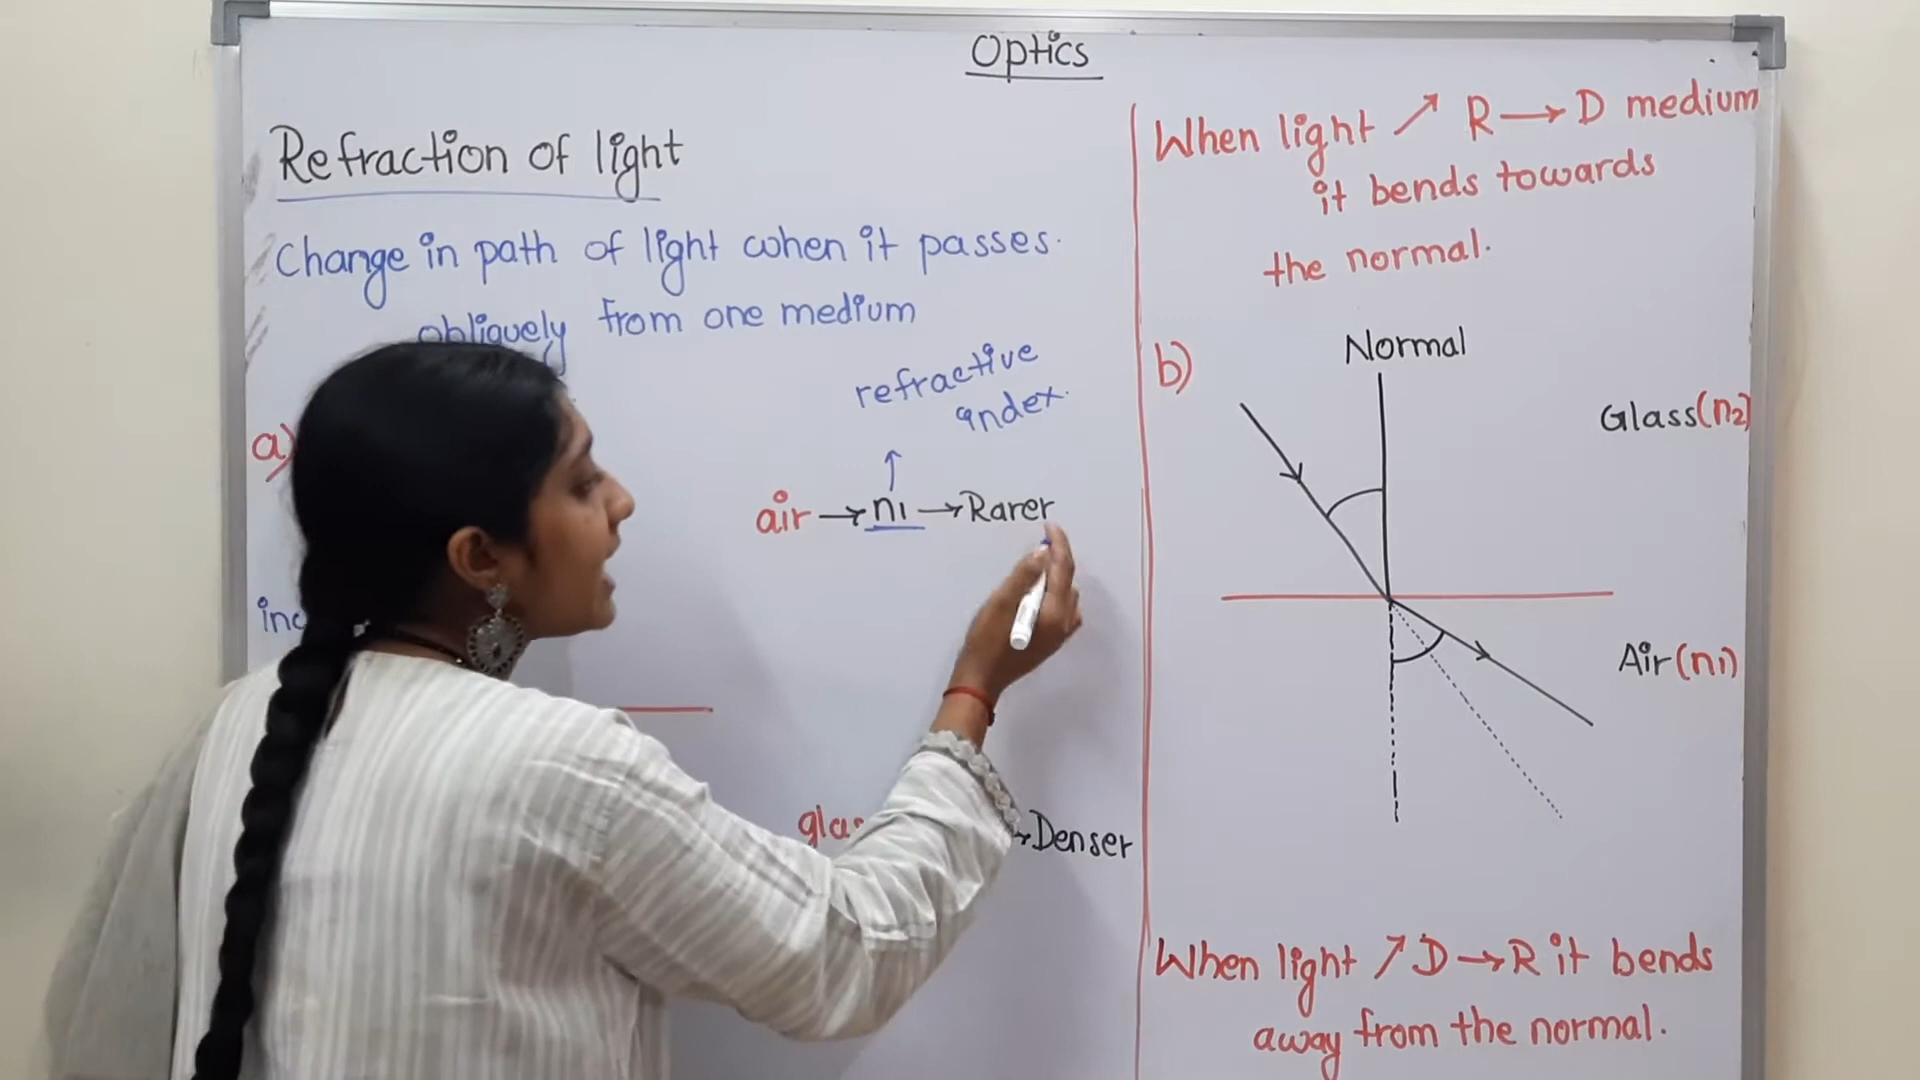 Optics
Refraction of light
Change in path of light when it passes.
obliquely from one medium
refractive
index.
a)
air → n1 → Rarer
→ Denser
When light ↗ R → D medium
it bends towards
the normal.
b)
Normal
Glass(n2)
Air(n1)
When light ↗ D → R it bends
away from the normal.